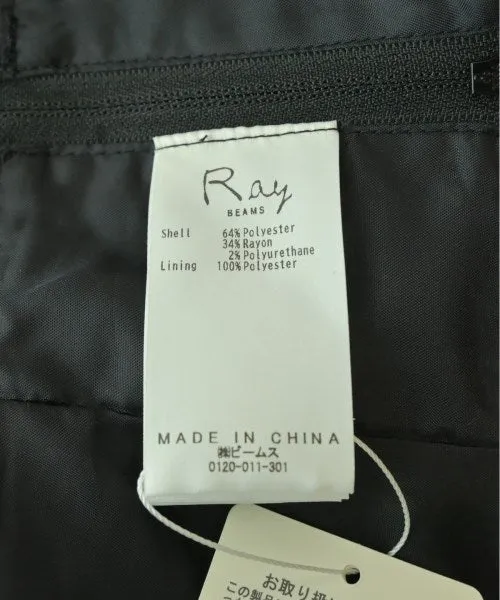 Ray
BEAMS
Shell 64% Polyester
34% Rayon
2% Polyurethane
Lining 100% Polyester
MADE IN CHINA
㈱ビームス
0120-011-301
お取り扱
この製品